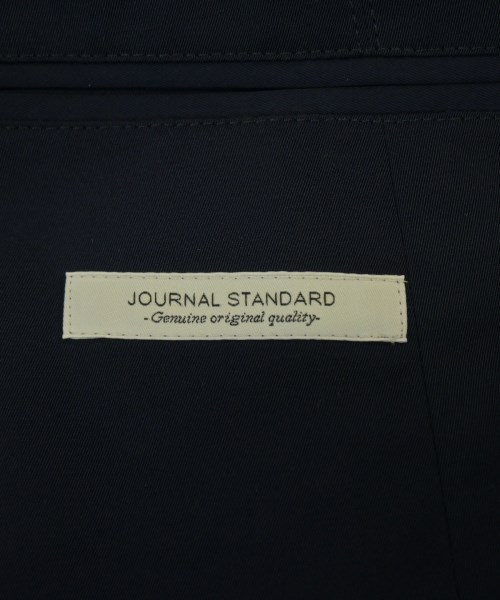 JOURNAL STANDARD
-Genuine original quality-